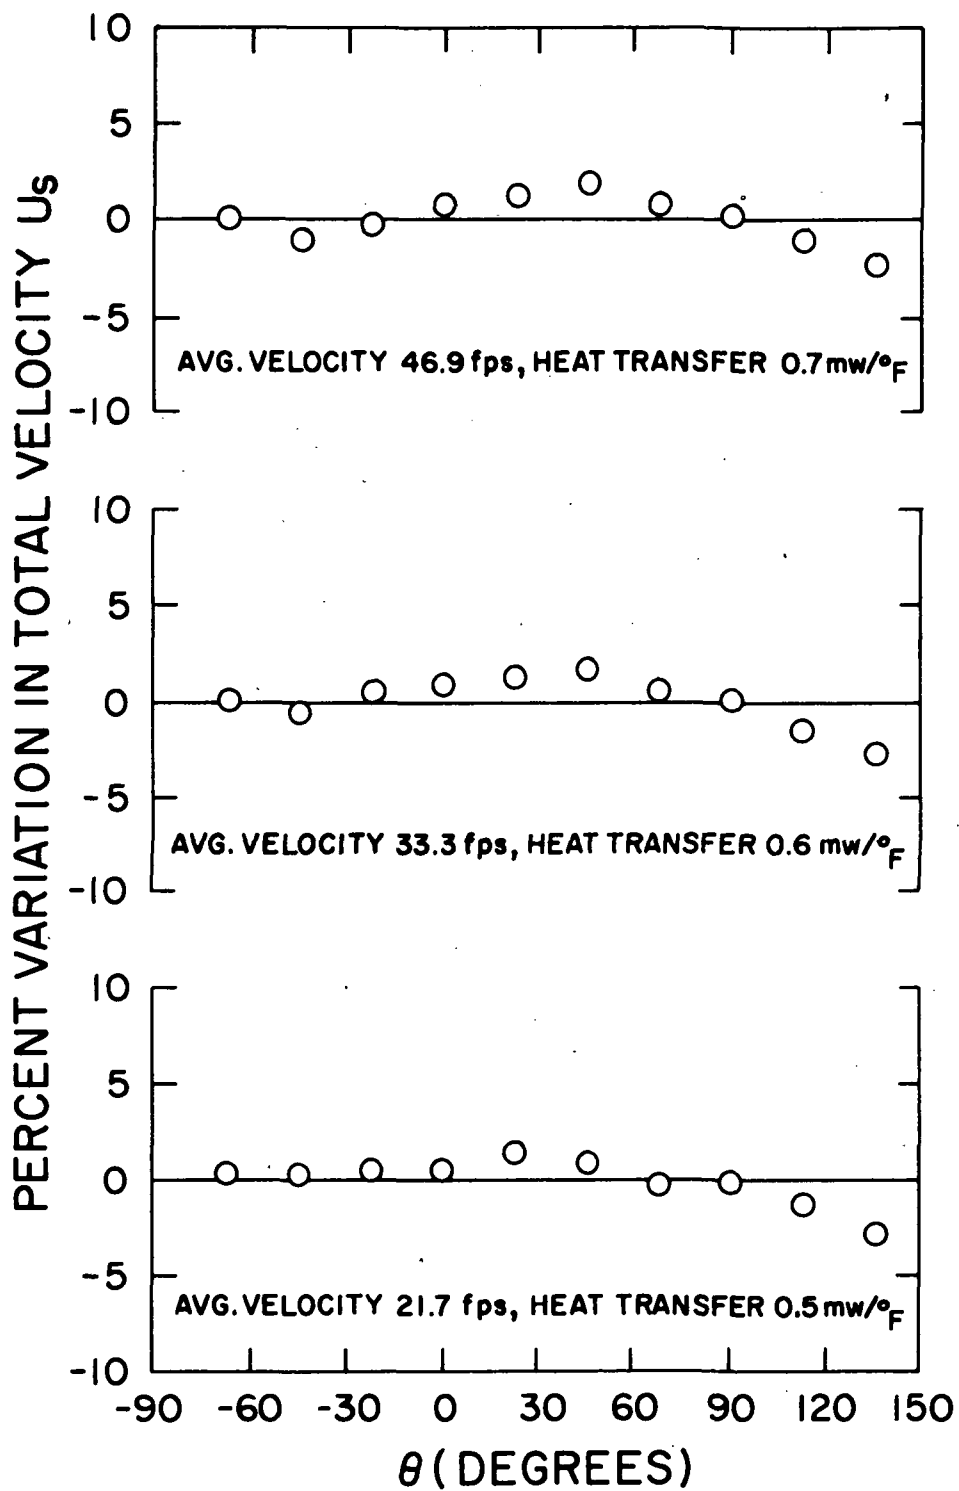 PERCENT VARIATION IN TOTAL VELOCITY Us
10
5
0
-5
-10
AVG. VELOCITY 46.9 fps, HEAT TRANSFER 0.7 mw/°F
10
5
0
-5
-10
AVG. VELOCITY 33.3 fps, HEAT TRANSFER 0.6 mw/°F
10
5
0
-5
-10
AVG. VELOCITY 21.7 fps, HEAT TRANSFER 0.5 mw/°F
-90 -60 -30 0 30 60 90 120 150
θ (DEGREES)